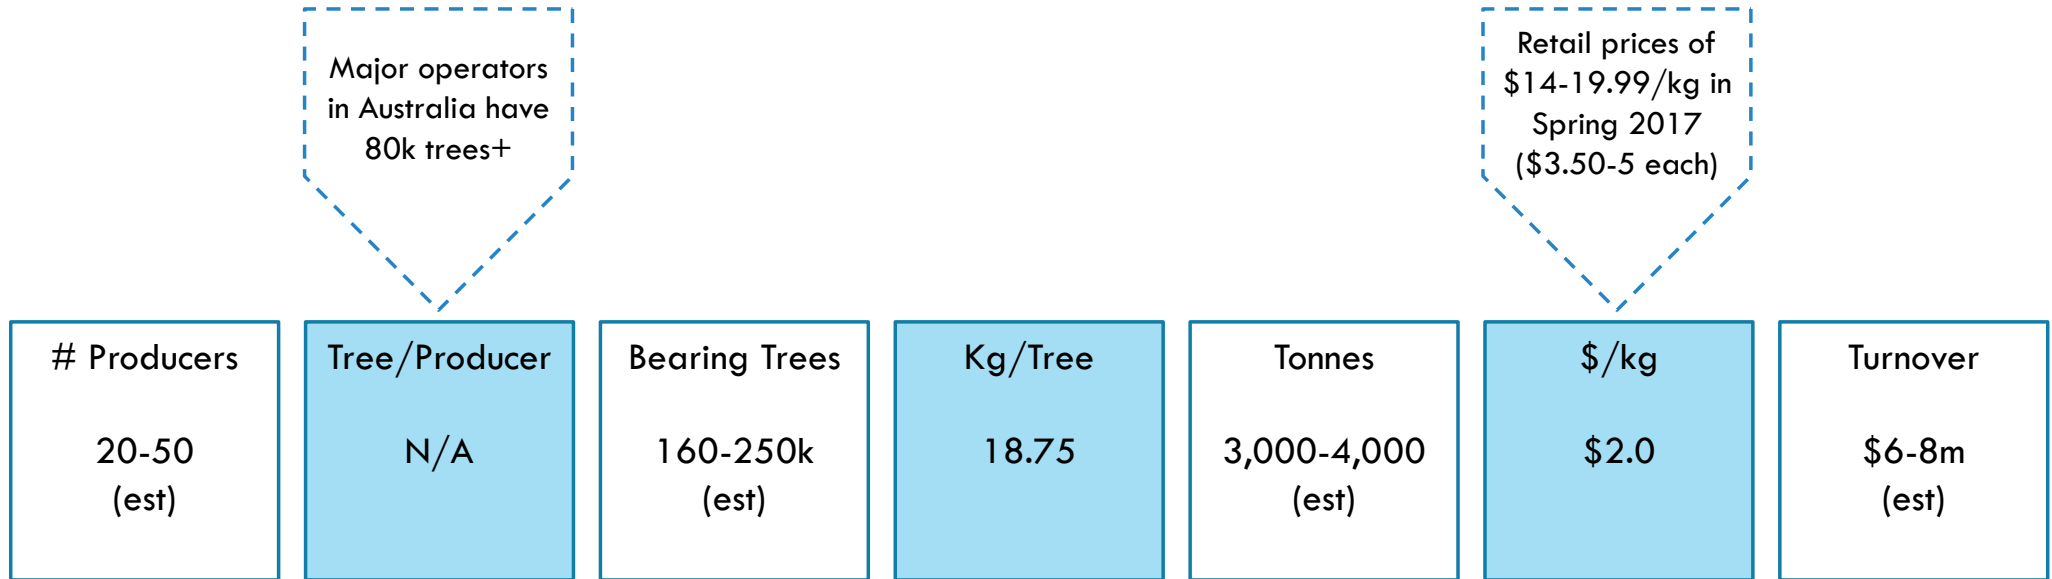 Major operators
in Australia have
80k trees+
Retail prices of
$14-19.99/kg in
Spring 2017
($3.50-5 each)
# Producers
20-50
(est)
Tree/Producer
N/A
Bearing Trees
160-250k
(est)
Kg/Tree
18.75
Tonnes
3,000-4,000
(est)
$/kg
$2.0
Turnover
$6-8m
(est)